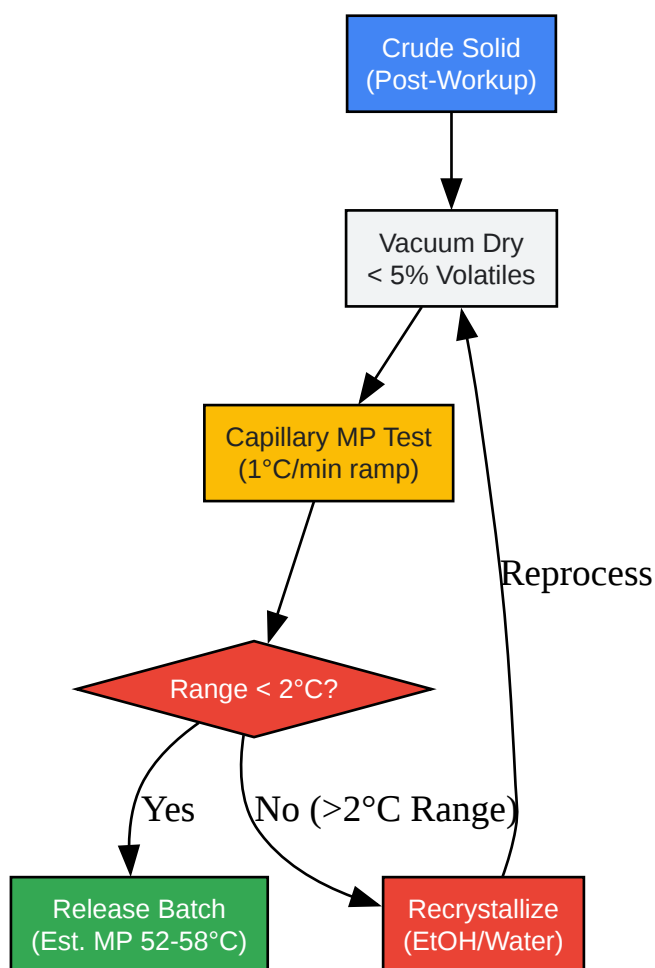 Crude Solid
(Post-Workup)
Vacuum Dry
< 5% Volatiles
Capillary MP Test
(1°C/min ramp)
Reprocess
Range < 2°C?
Yes
No (>2°C Range)
Release Batch
(Est. MP 52-58°C)
Recrystallize
(EtOH/Water)